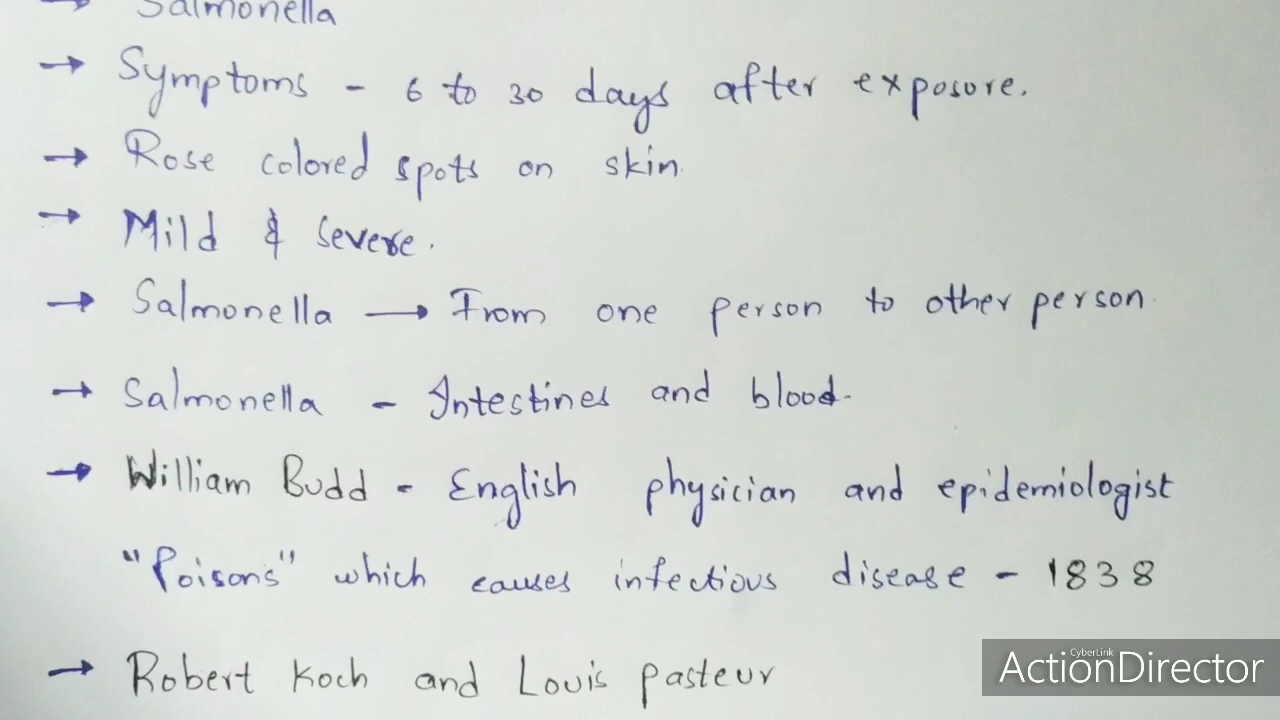 → Salmonella
→ Symptoms - 6 to 30 days after exposure.
→ Rose colored spots on skin.
→ Mild & severe.
→ Salmonella → From one person to other person.
→ Salmonella - Intestines and blood.
→ William Budd - English physician and epidemiologist
"Poisons" which causes infectious disease - 1838
→ Robert Koch and Louis pasteur
CyberLink
ActionDirector